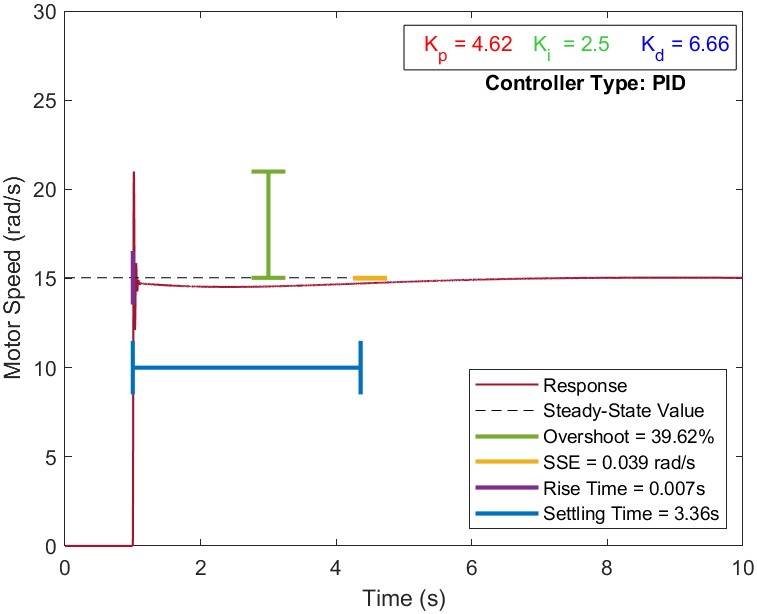 30
25
20
15
10
5
0
Motor Speed (rad/s)
Kp = 4.62 Ki = 2.5 Kd = 6.66
Controller Type: PID
Response
Steady-State Value
Overshoot = 39.62%
SSE = 0.039 rad/s
Rise Time = 0.007s
Settling Time = 3.36s
0 2 4 6 8 10
Time (s)